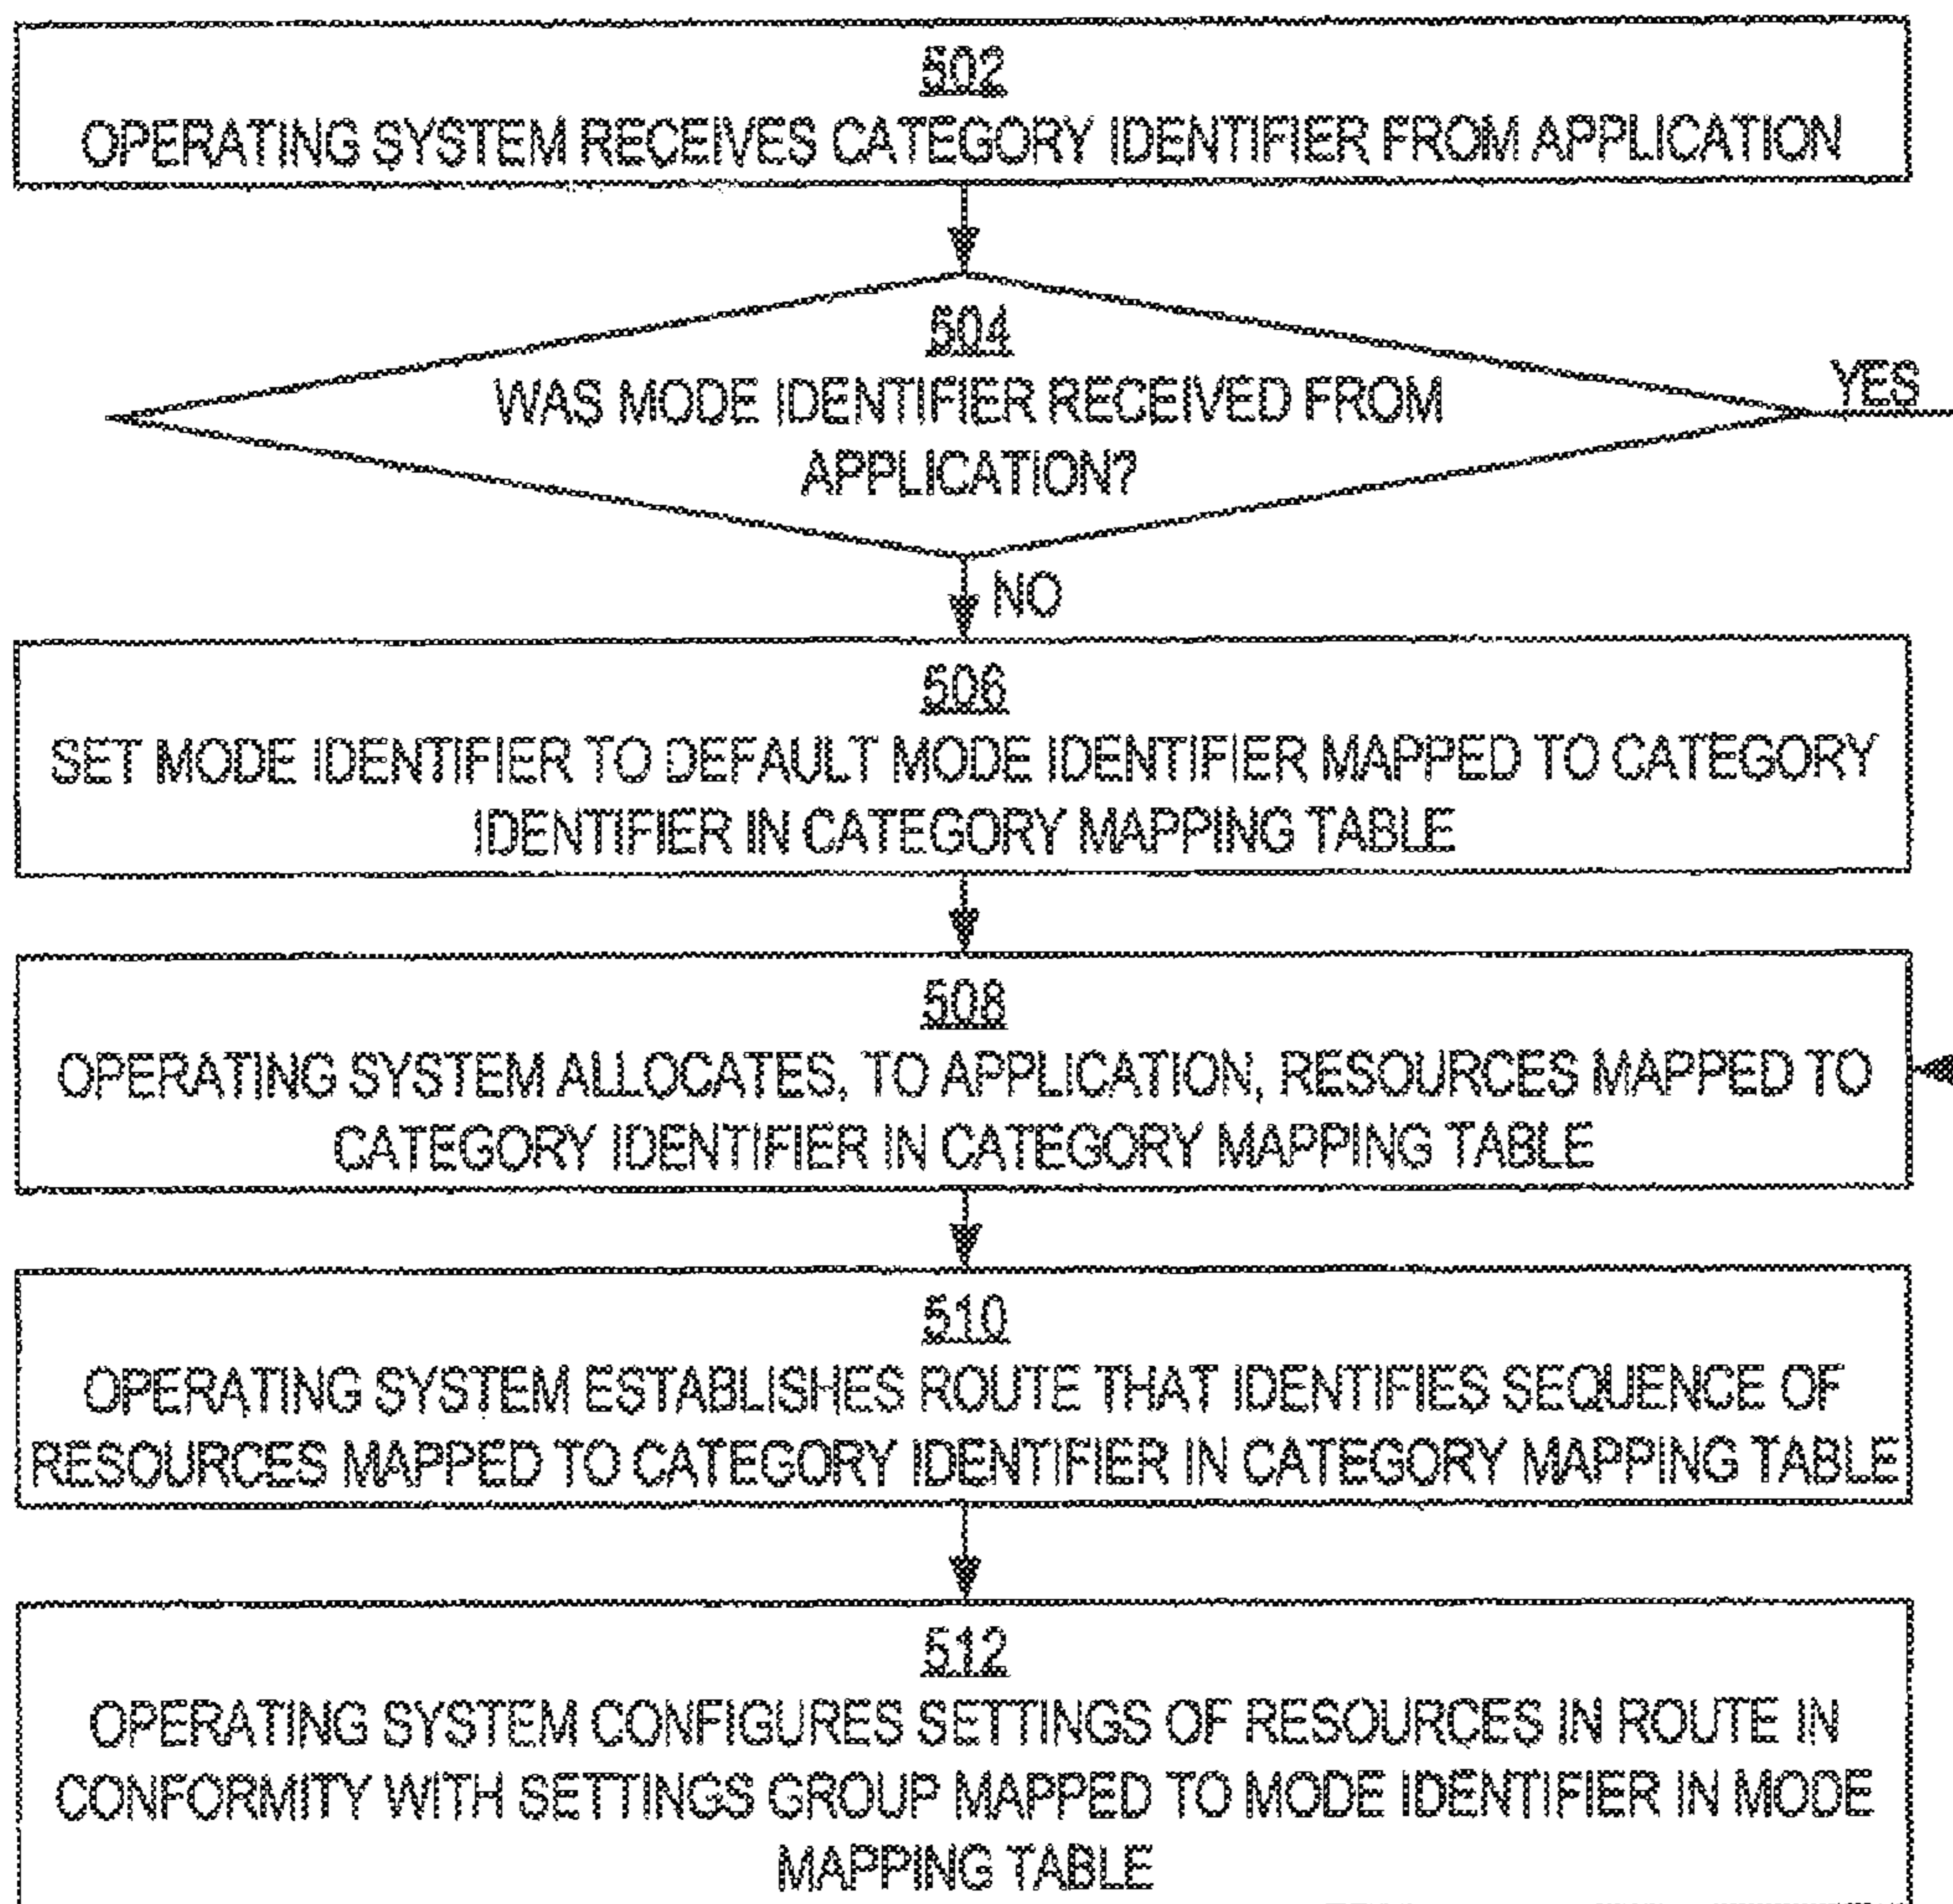 502
OPERATING SYSTEM RECEIVES CATEGORY IDENTIFIER FROM APPLICATION
504
WAS MODE IDENTIFIER RECEIVED FROM
APPLICATION?
YES
NO
506
SET MODE IDENTIFIER TO DEFAULT MODE IDENTIFIER MAPPED TO CATEGORY
IDENTIFIER IN CATEGORY MAPPING TABLE
508
OPERATING SYSTEM ALLOCATES, TO APPLICATION, RESOURCES MAPPED TO
CATEGORY IDENTIFIER IN CATEGORY MAPPING TABLE
510
OPERATING SYSTEM ESTABLISHES ROUTE THAT IDENTIFIES SEQUENCE OF
RESOURCES MAPPED TO CATEGORY IDENTIFIER IN CATEGORY MAPPING TABLE
512
OPERATING SYSTEM CONFIGURES SETTINGS OF RESOURCES IN ROUTE IN
CONFORMITY WITH SETTINGS GROUP MAPPED TO MODE IDENTIFIER IN MODE
MAPPING TABLE